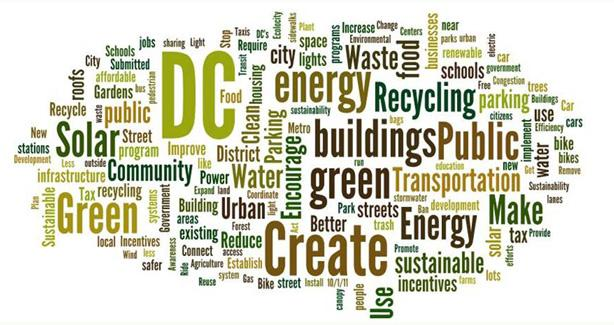 sharing Light
Stop Taxis DC's Ecolocity sidewalks Plant
Increase Change Centers near
Schools jobs
Require
space programs Environmental
parks urban electric
City Submitted
Transit
city lights Waste food businesses
renewable
roofs affordable
DC
housing
energy
schools government
Gardens bus pedestrian
Food
Clean
Free Congestion trees
waste public
sustainability
Recycling parking Buildings Car
Recycle
Metro bags
citizens use
New Solar Street Improve
Parking
buildings Public
implement Efficiency cars
stations program like District
Encourage
run
water bike
Development Less outside Community Power Water
green
education new bikes
infrastructure
Expand land Coordinate
Transportation Get Remove
Sustainable Tax recycling
light
stormwater Sustainability
Plan Green systems Government Building Urban
Park streets Ban development Make lanes
areas Forest
Act Better trash Energy
local Incentives existing Reduce
Create
Promote solar tax Provide
Wind less Awareness Connect access
sustainable efforts
safer Ride Agriculture Establish
canopy people Use incentives farms lots
Reuse system Gas Bike street Install 10/1/11